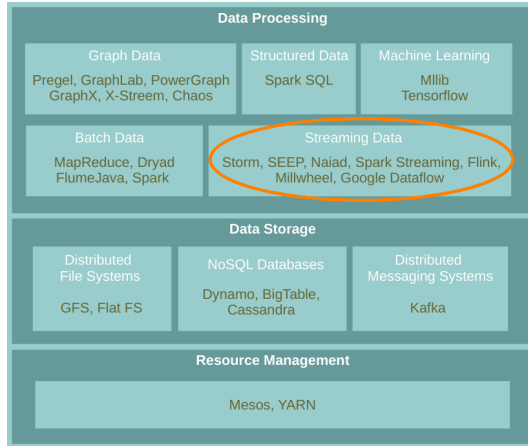 Data Processing
Graph Data
Pregel, GraphLab, PowerGraph
GraphX, X-Streem, Chaos
Structured Data
Spark SQL
Machine Learning
Mllib
Tensorflow
Batch Data
MapReduce, Dryad
FlumeJava, Spark
Streaming Data
Storm, SEEP, Naiad, Spark Streaming, Flink,
Millwheel, Google Dataflow
Data Storage
Distributed
File Systems
GFS, Flat FS
NoSQL Databases
Dynamo, BigTable,
Cassandra
Distributed
Messaging Systems
Kafka
Resource Management
Mesos, YARN